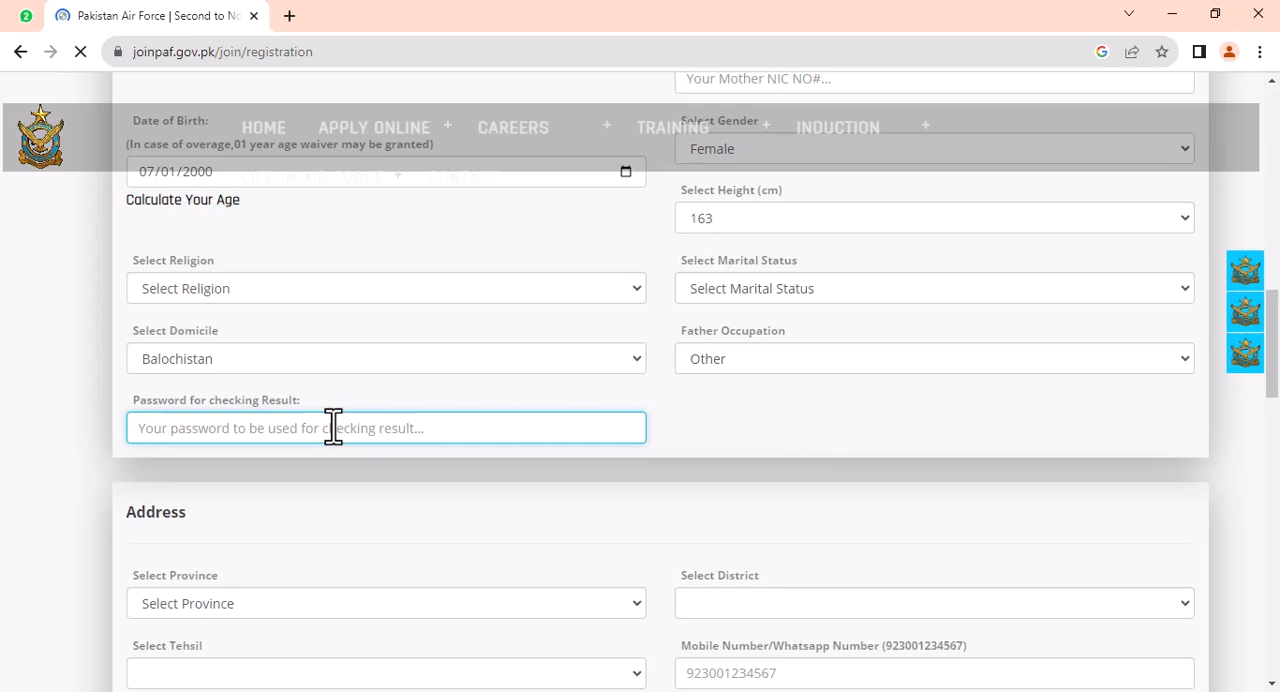 2
Pakistan Air Force | Second to No
joinpaf.gov.pk/join/registration
Your Mother NIC NO#...
HOME
APPLY ONLINE +
CAREERS +
TRAINING +
INDUCTION +
Date of Birth:
(In case of overage,01 year age waiver may be granted)
07/01/2000
Calculate Your Age
Select Gender
Female
Select Height (cm)
163
Select Religion
Select Religion
Select Marital Status
Select Marital Status
Select Domicile
Balochistan
Father Occupation
Other
Password for checking Result:
Your password to be used for checking result...
Address
Select Province
Select Province
Select District
Select Tehsil
Mobile Number/Whatsapp Number (923001234567)
923001234567